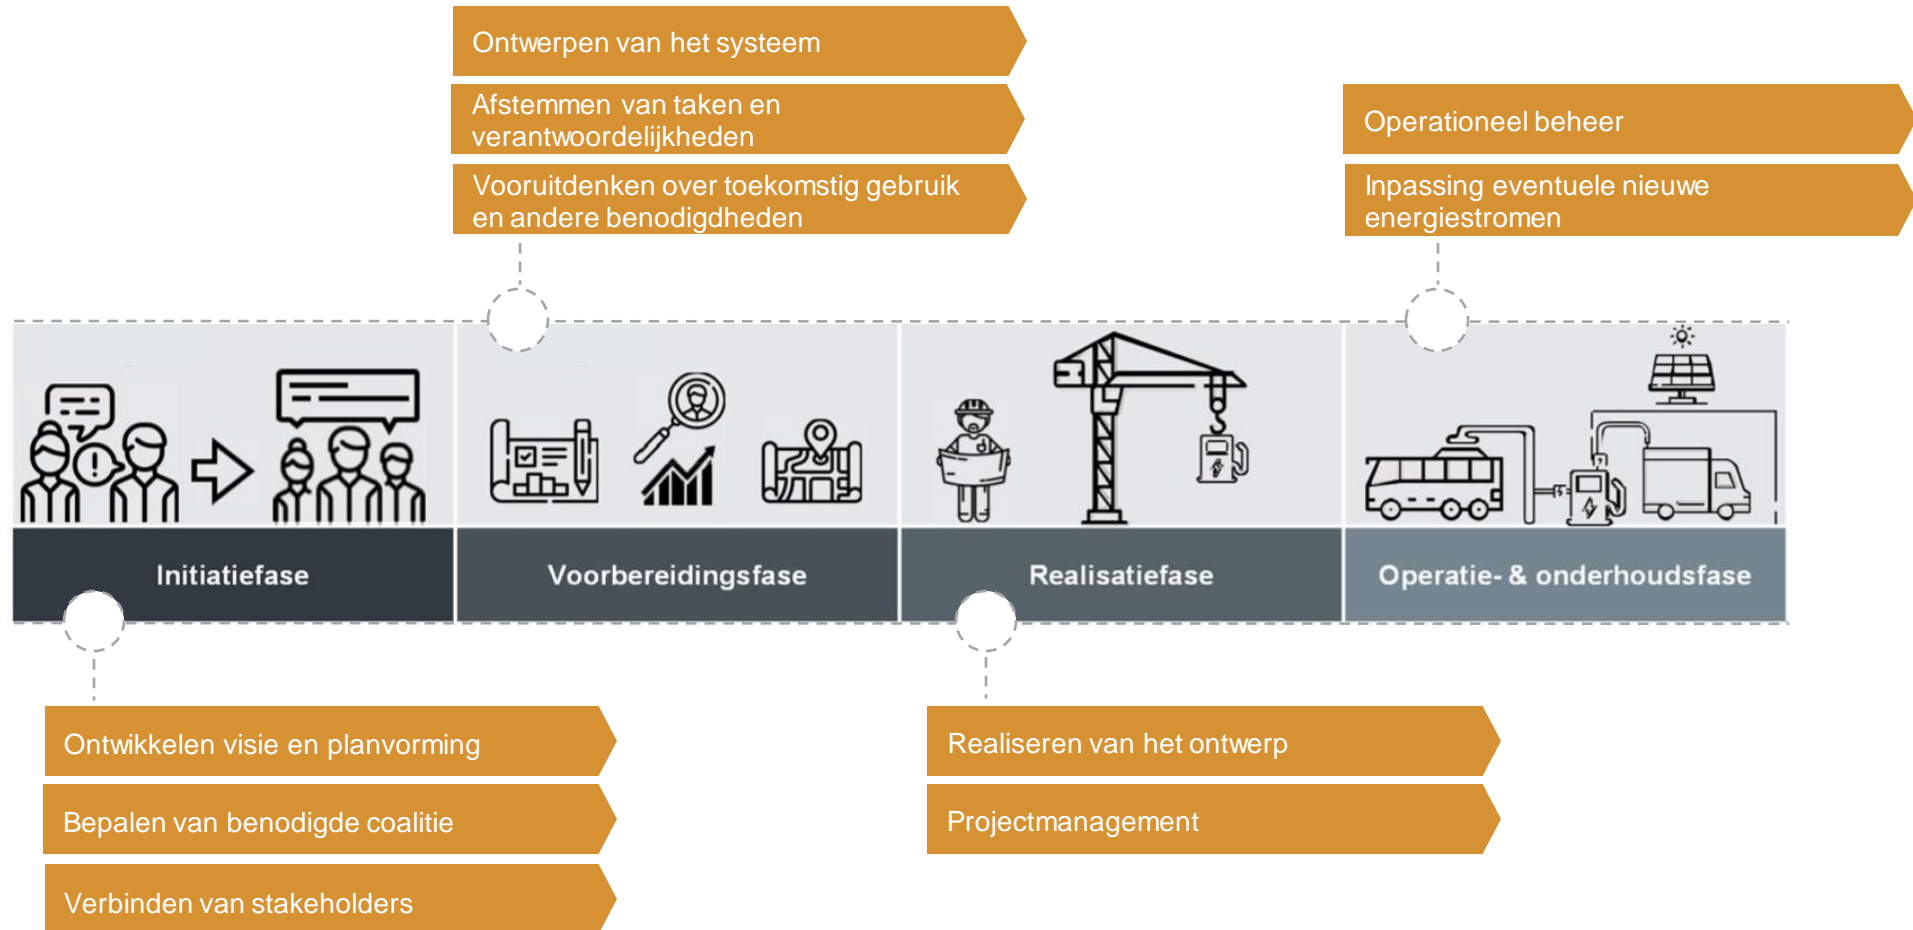 Ontwerpen van het systeem
Afstemmen van taken en
verantwoordelijkheden
Vooruitdenken over toekomstig gebruik
en andere benodigdheden
Operationeel beheer
Inpassing eventuele nieuwe
energiestromen
Initiatiefase
Voorbereidingsfase
Realisatiefase
Operatie- & onderhoudsfase
Ontwikkelen visie en planvorming
Bepalen van benodigde coalitie
Verbinden van stakeholders
Realiseren van het ontwerp
Projectmanagement